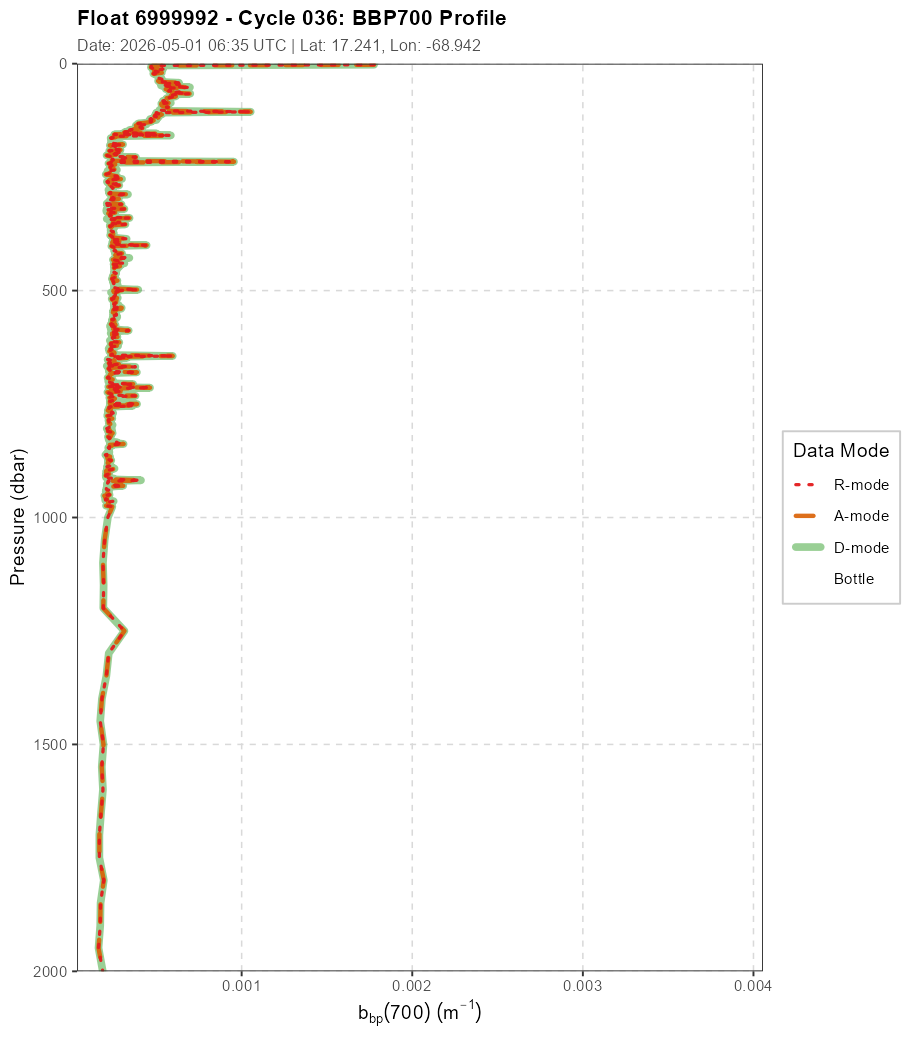 Float 6999992 - Cycle 036: BBP700 Profile
Date: 2026-05-01 06:35 UTC | Lat: 17.241, Lon: -68.942
0
500
1000
1500
2000
Pressure (dbar)
0.001
0.002
0.003
0.004
b_bp(700) (m⁻¹)
Data Mode
R-mode
A-mode
D-mode
Bottle